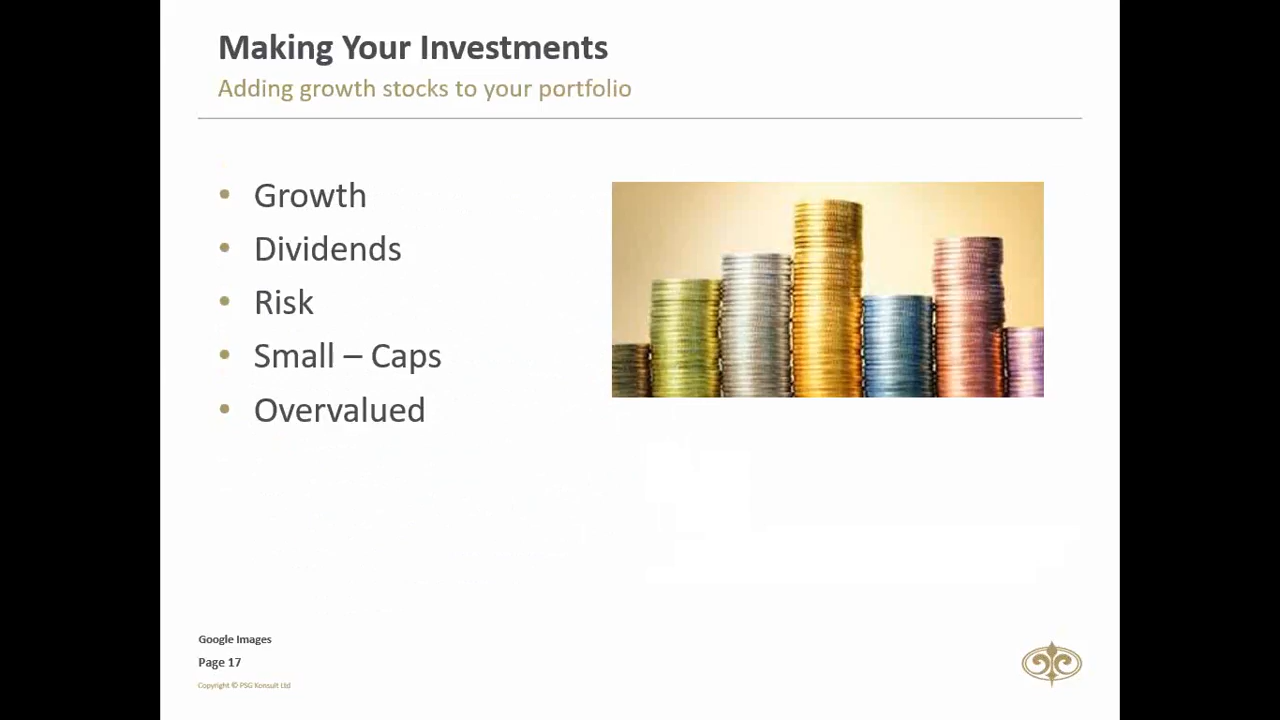 Making Your Investments
Adding growth stocks to your portfolio
• Growth
• Dividends
• Risk
• Small – Caps
• Overvalued
Google Images
Page 17
Copyright © PSG Konsult Ltd